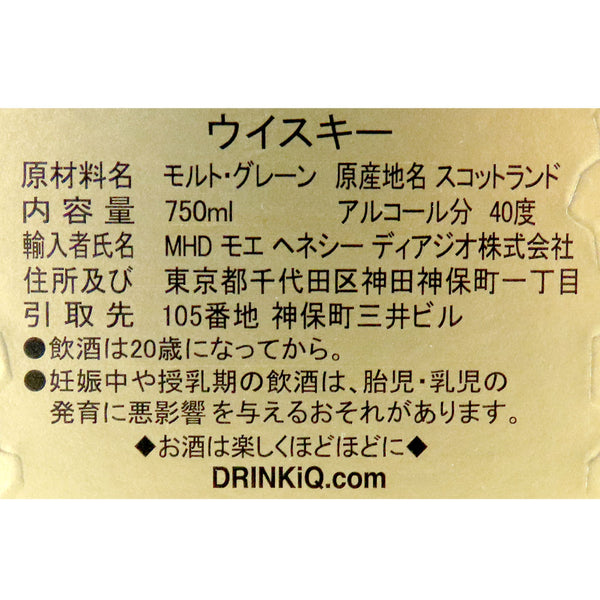 ウイスキー
原材料名 モルト・グレーン 原産地名 スコットランド
内容量 750ml アルコール分 40度
輸入者氏名 MHD モエ ヘネシー ディアジオ株式会社
住所及び 東京都千代田区神田神保町一丁目
引取先 105番地 神保町三井ビル
●飲酒は20歳になってから。
●妊娠中や授乳期の飲酒は、胎児・乳児の
発育に悪影響を与えるおそれがあります。
◆お酒は楽しくほどほどに◆
DRINKiQ.com